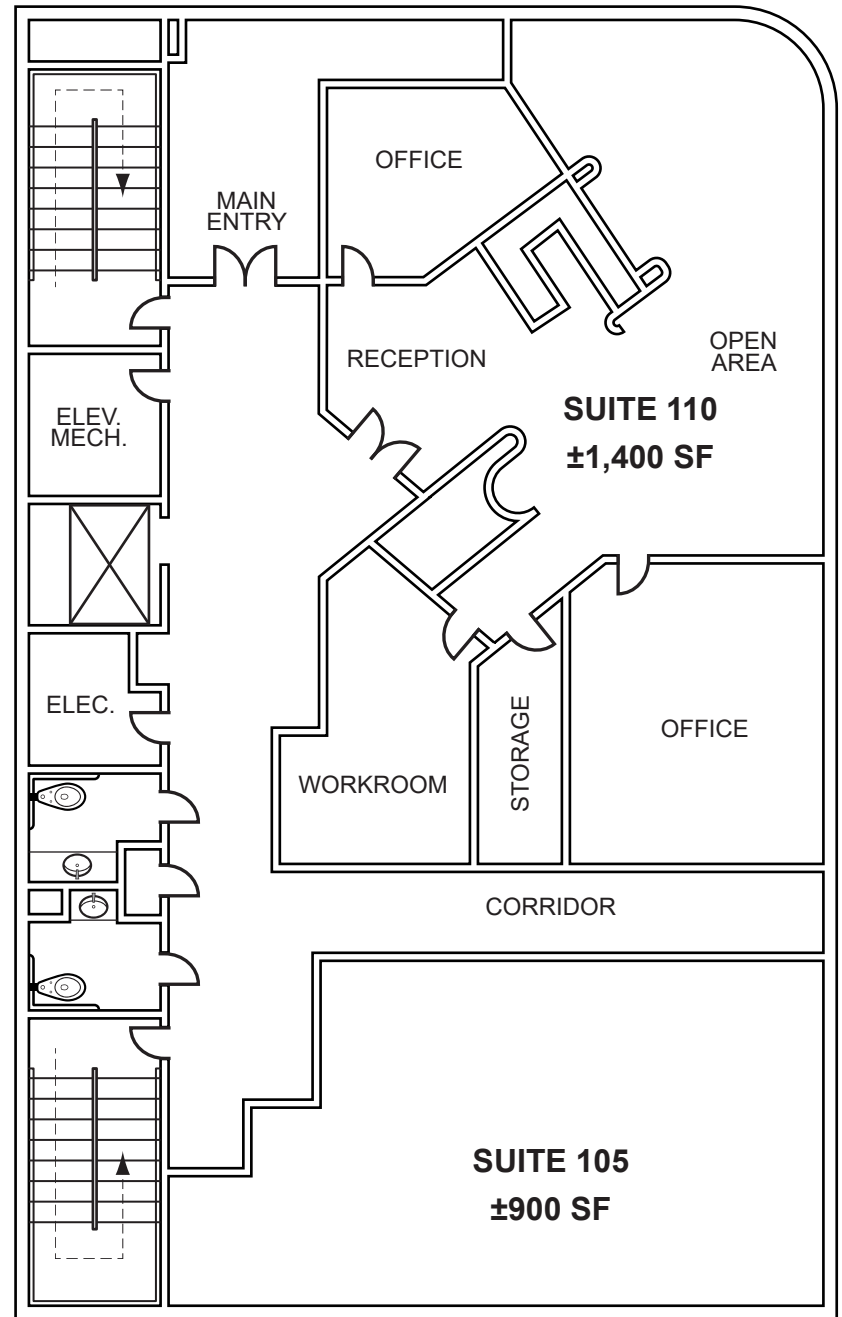 OFFICE
MAIN
ENTRY
RECEPTION
OPEN
AREA
SUITE 110
±1,400 SF
ELEV.
MECH.
ELEC.
OFFICE
STORAGE
WORKROOM
CORRIDOR
SUITE 105
±900 SF